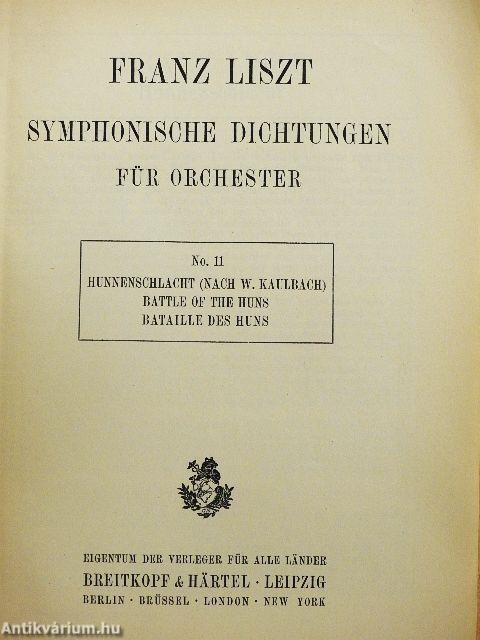 FRANZ LISZT
SYMPHONISCHE DICHTUNGEN
FÜR ORCHESTER
No. 11
HUNNENSCHLACHT (NACH W. KAULBACH)
BATTLE OF THE HUNS
BATAILLE DES HUNS
EIGENTUM DER VERLEGER FÜR ALLE LÄNDER
BREITKOPF & HÄRTEL · LEIPZIG
BERLIN · BRÜSSEL · LONDON · NEW YORK
Antikvárium.hu